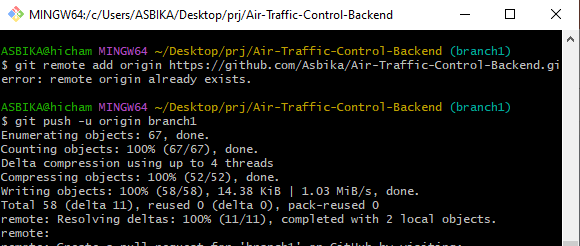 MINGW64:/c/Users/ASBIKA/Desktop/prj/Air-Traffic-Control-Backend
ASBIKA@hicham MINGW64 ~/Desktop/prj/Air-Traffic-Control-Backend (branch1)
$ git remote add origin https://github.com/Asbika/Air-Traffic-Control-Backend.gi
error: remote origin already exists.
ASBIKA@hicham MINGW64 ~/Desktop/prj/Air-Traffic-Control-Backend (branch1)
$ git push -u origin branch1
Enumerating objects: 67, done.
Counting objects: 100% (67/67), done.
Delta compression using up to 4 threads
Compressing objects: 100% (52/52), done.
Writing objects: 100% (58/58), 14.38 KiB | 1.03 MiB/s, done.
Total 58 (delta 11), reused 0 (delta 0), pack-reused 0
remote: Resolving deltas: 100% (11/11), completed with 2 local objects.
remote:
remote: Create a pull request for 'branch1' on GitHub by visiting: